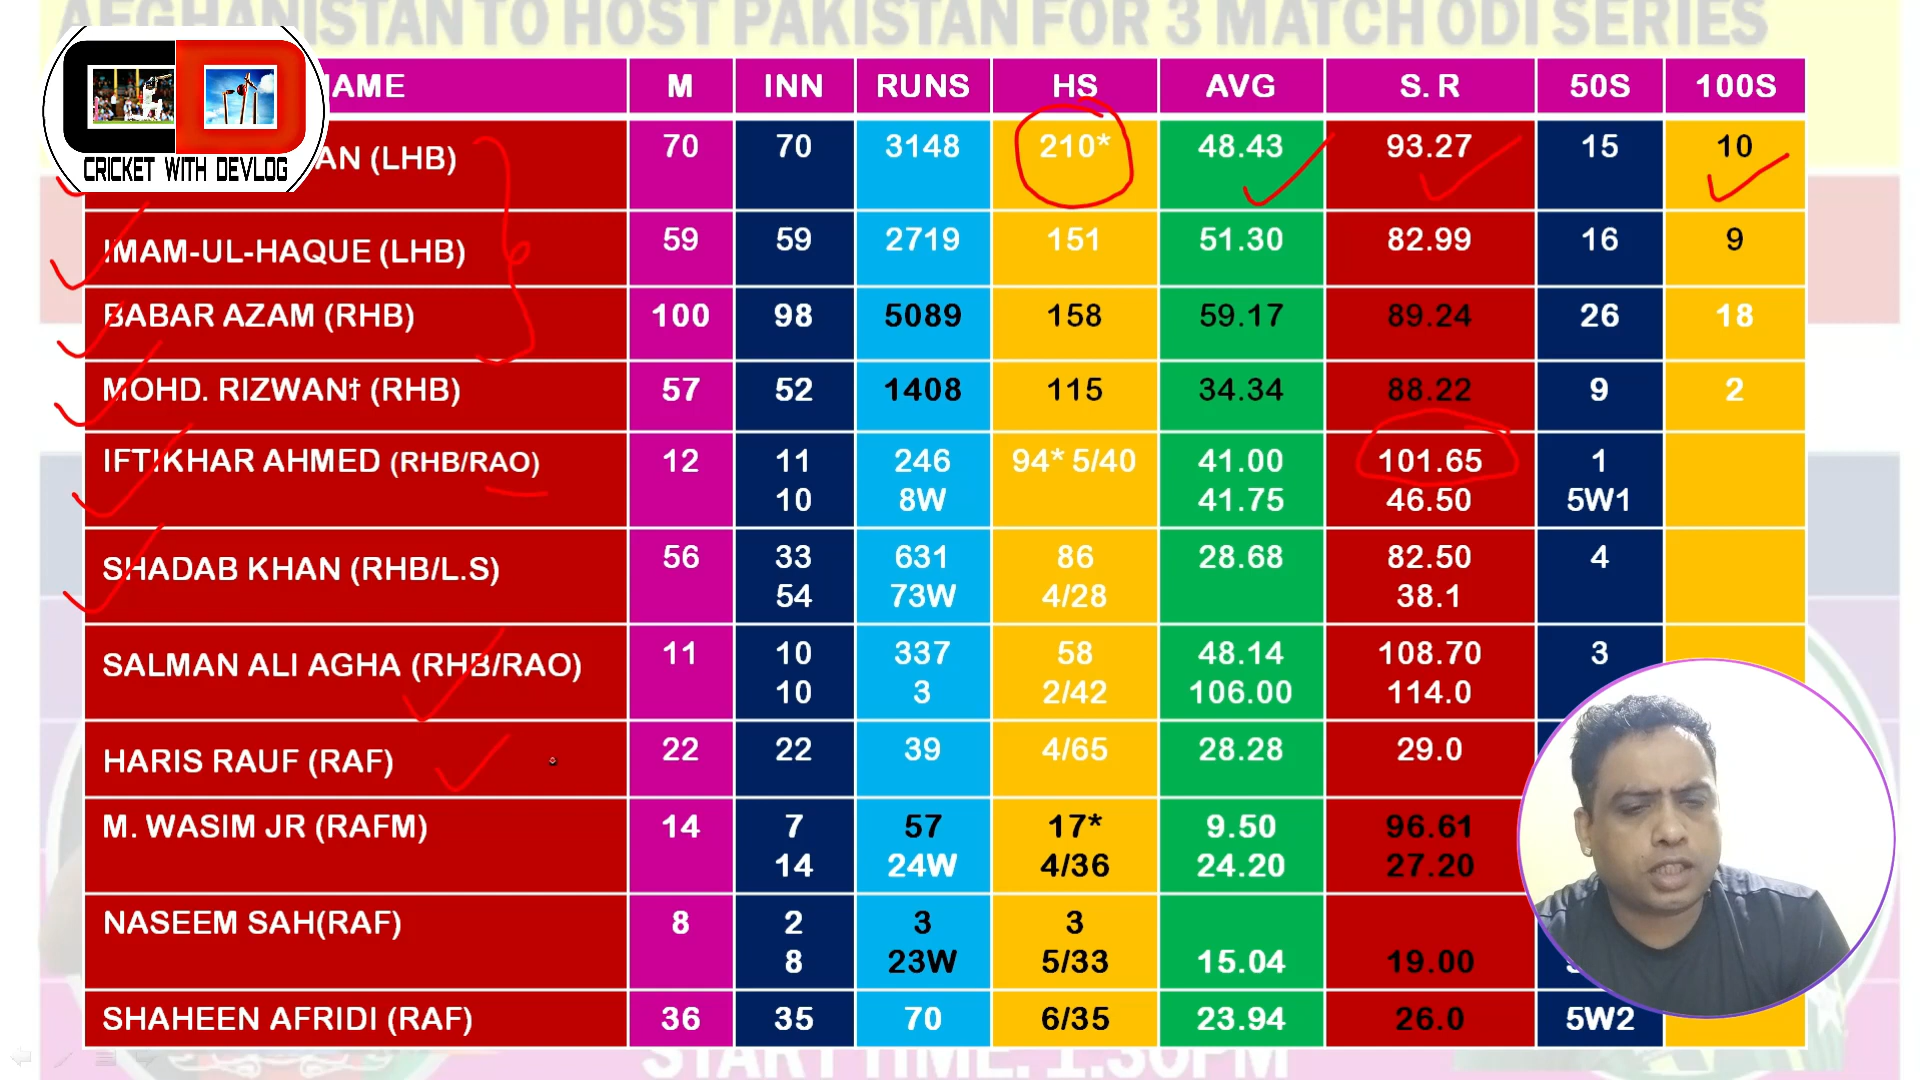 AFGHANISTAN TO HOST PAKISTAN FOR 3 MATCH ODI SERIES
CRICKET WITH DEVLOG
AME M INN RUNS HS AVG S. R 50S 100S
AN (LHB) 70 70 3148 210* 48.43 93.27 15 10
IMAM-UL-HAQUE (LHB) 59 59 2719 151 51.30 82.99 16 9
BABAR AZAM (RHB) 100 98 5089 158 59.17 89.24 26 18
MOHD. RIZWAN† (RHB) 57 52 1408 115 34.34 88.22 9 2
IFTIKHAR AHMED (RHB/RAO) 12 11 246 94* 5/40 41.00 101.65 1
10 8W 41.75 46.50 5W1
SHADAB KHAN (RHB/L.S) 56 33 631 86 28.68 82.50 4
54 73W 4/28 38.1
SALMAN ALI AGHA (RHB/RAO) 11 10 337 58 48.14 108.70 3
10 3 2/42 106.00 114.0
HARIS RAUF (RAF) 22 22 39 4/65 28.28 29.0
M. WASIM JR (RAFM) 14 7 57 17* 9.50 96.61
14 24W 4/36 24.20 27.20
NASEEM SAH(RAF) 8 2 3 3
8 23W 5/33 15.04 19.00
SHAHEEN AFRIDI (RAF) 36 35 70 6/35 23.94 26.0 5W2
START TIME: 1.30PM